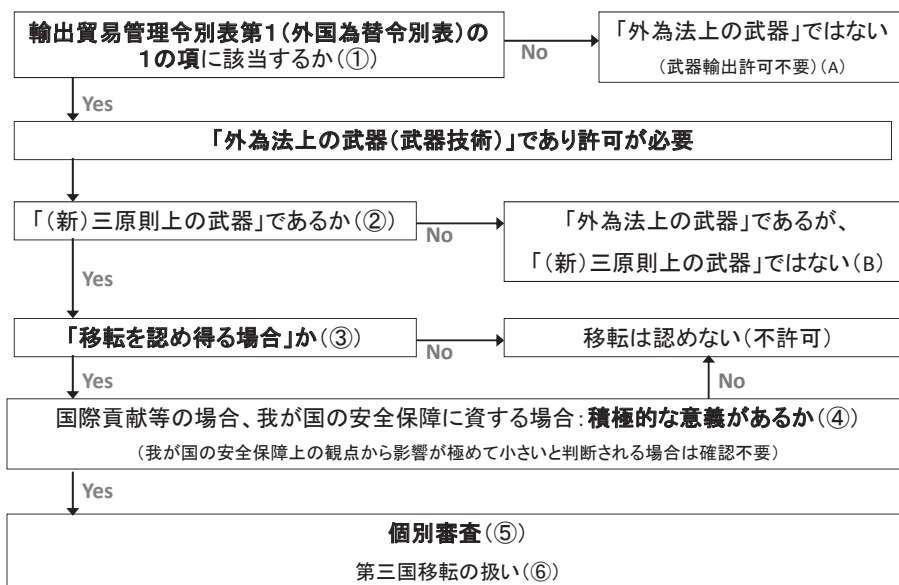 輸出貿易管理令別表第1(外国為替令別表)の
1の項に該当するか(①)
No
「外為法上の武器」ではない
(武器輸出許可不要)(A)
Yes
「外為法上の武器(武器技術)」であり許可が必要
「(新)三原則上の武器」であるか(②)
No
「外為法上の武器」であるが、
「(新)三原則上の武器」ではない(B)
Yes
「移転を認め得る場合」か(③)
No
移転は認めない(不許可)
Yes
No
国際貢献等の場合、我が国の安全保障に資する場合:積極的な意義があるか(④)
(我が国の安全保障上の観点から影響が極めて小さいと判断される場合は確認不要)
Yes
個別審査(⑤)
第三国移転の扱い(⑥)